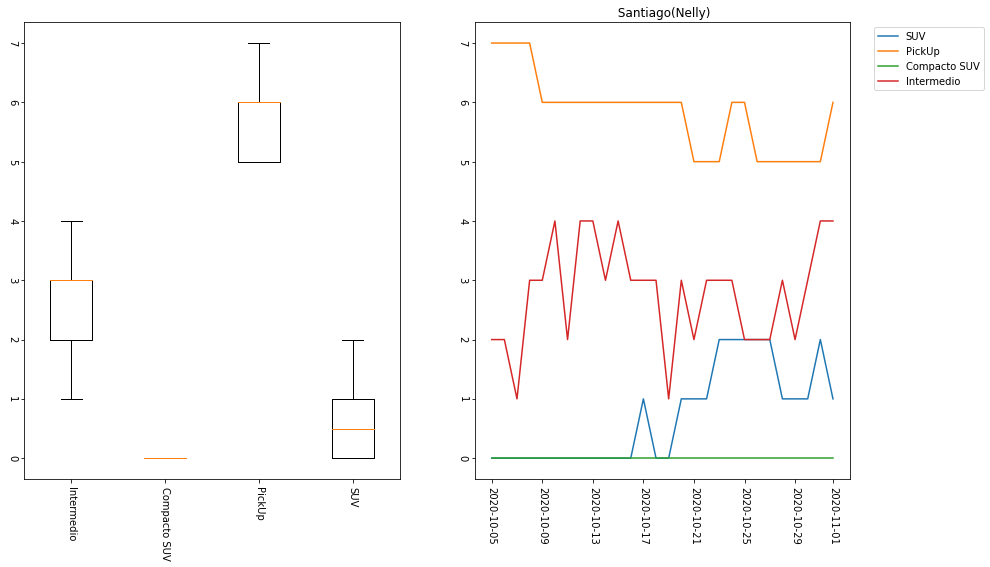 7
6
5
4
3
2
1
0
Intermedio
Compacto SUV
PickUp
SUV
Santiago(Nelly)
7
6
5
4
3
2
1
0
2020-10-05
2020-10-09
2020-10-13
2020-10-17
2020-10-21
2020-10-25
2020-10-29
2020-11-01
SUV
PickUp
Compacto SUV
Intermedio